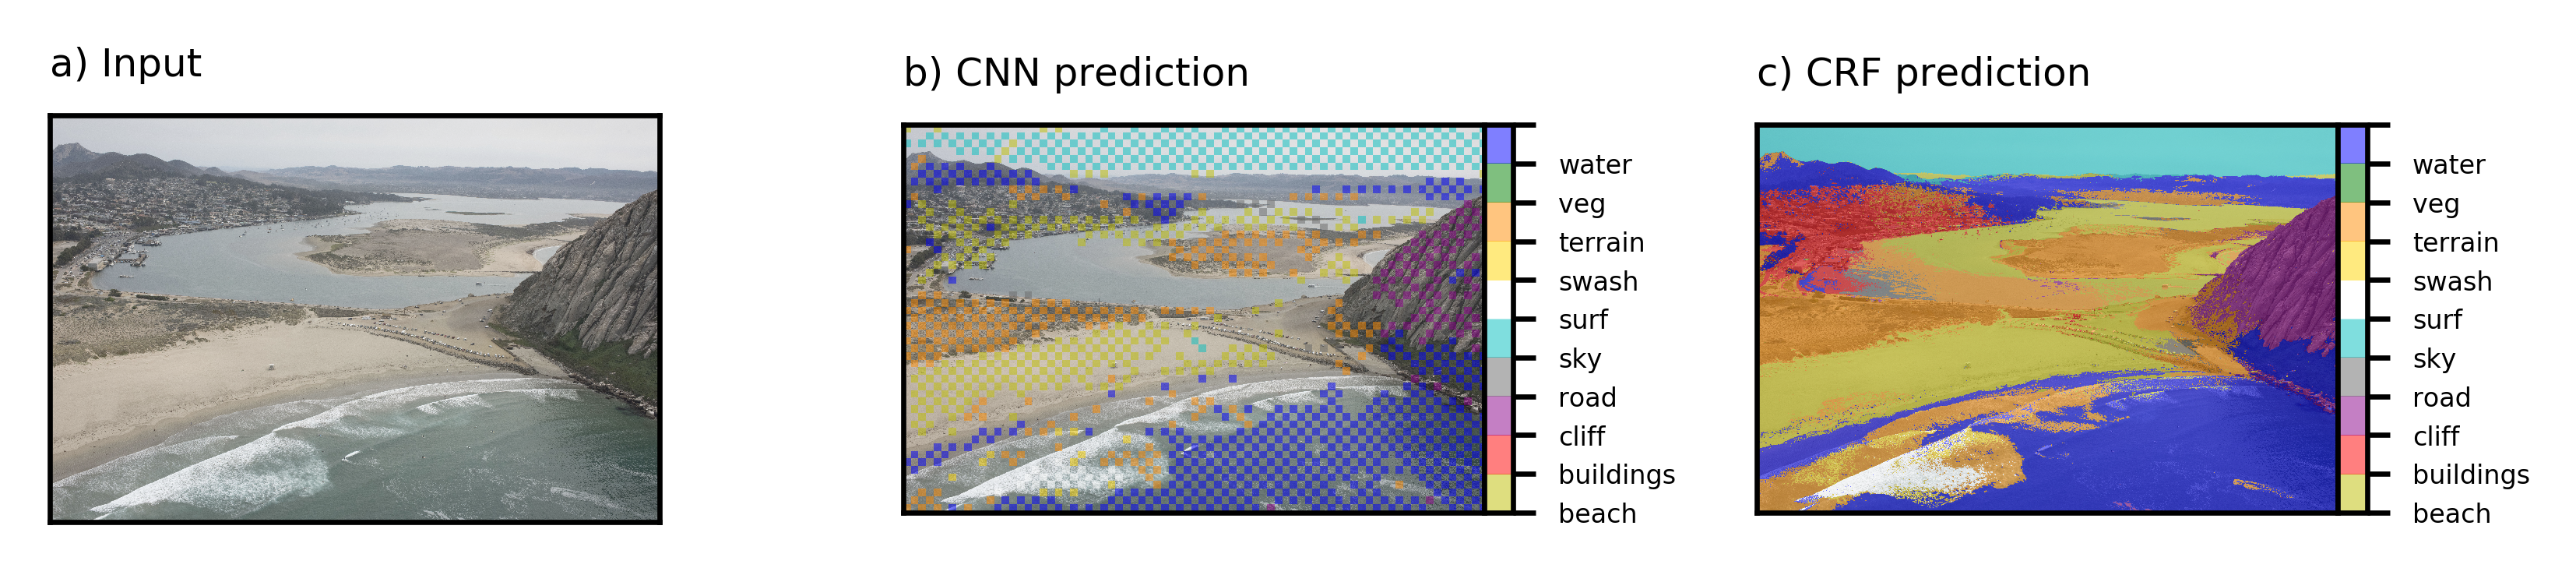 a) Input
b) CNN prediction
water
veg
terrain
swash
surf
sky
road
cliff
buildings
beach
c) CRF prediction
water
veg
terrain
swash
surf
sky
road
cliff
buildings
beach